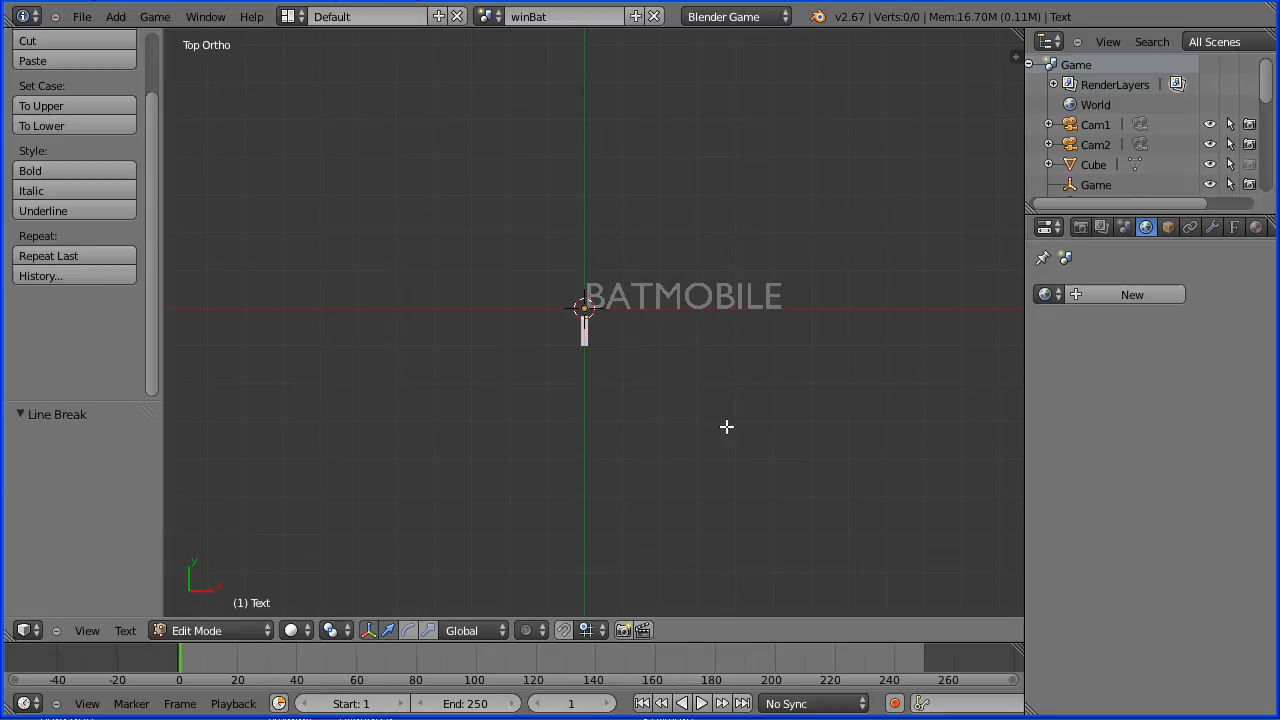 File Add Game Window Help Default winBat Blender Game v2.67 | Verts:0/0 | Mem:16.70M (0.11M) | Text
Cut
Paste
Set Case:
To Upper
To Lower
Style:
Bold
Italic
Underline
Repeat:
Repeat Last
History...
Line Break
Top Ortho
BATMOBILE
y
x
(1) Text
View Search All Scenes
Game
RenderLayers |
World
Cam1 |
Cam2 |
Cube |
Game
F
New
View Text Edit Mode Global
-40 -20 0 20 40 60 80 100 120 140 160 180 200 220 240 260
View Marker Frame Playback Start: 1 End: 250 1 No Sync